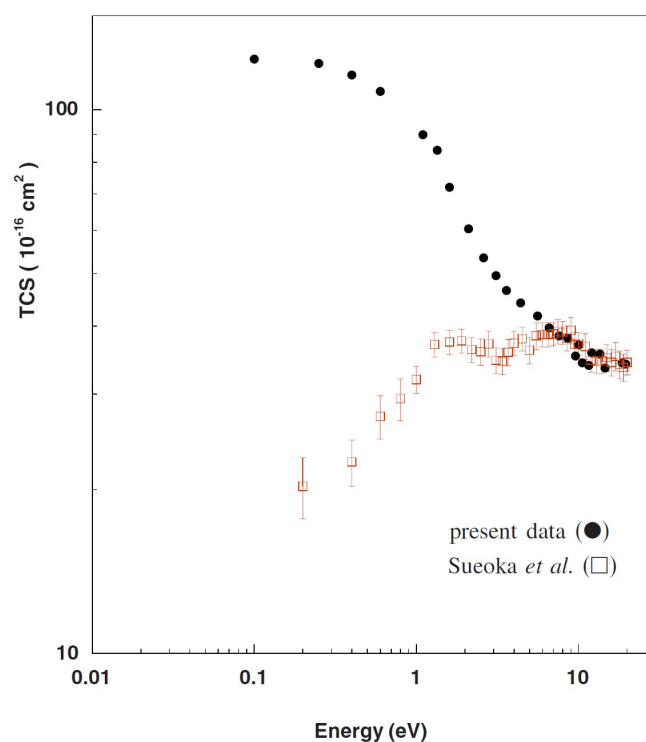 100
TCS ( 10⁻¹⁶ cm²)
present data (●)
Sueoka et al. (□)
10
0.01 0.1 1 10
Energy (eV)